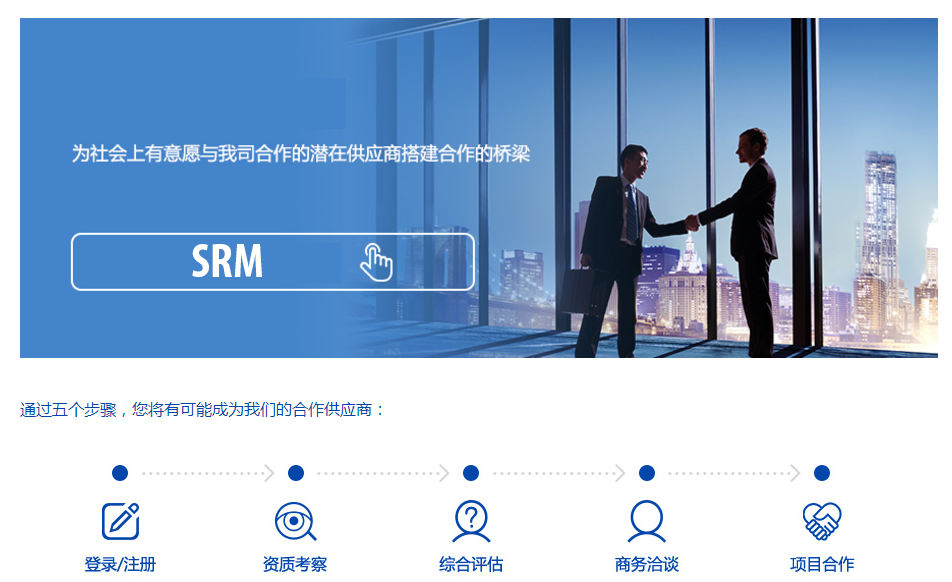 为社会上有意愿与我司合作的潜在供应商搭建合作的桥梁
SRM
通过五个步骤，您将有可能成为我们的合作供应商：
登录/注册
资质考察
综合评估
商务洽谈
项目合作